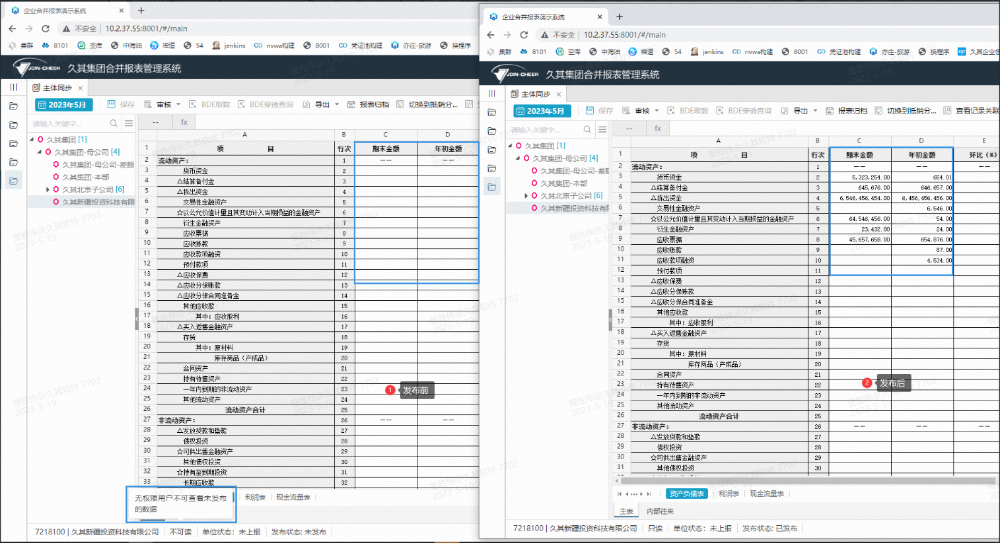 企业合并报表演示系统
不安全 | 10.2.37.55:8001/#/main
集群 8101 空库 中海油 禅道 54 jenkins CD nvwa构建 8001 CD 凭证池构建 亦庄-旅游 换程序
JOIN-CHEER 久其集团合并报表管理系统
主体同步
2023年5月 保存 审核 BDE取数 BDE穿透查询 导出 报表归档 切换到抵销分...
请输入关键字...
-- fx
久其集团 [1]
久其集团-母公司 [4]
久其集团-母公司-差额
久其集团-本部
久其北京子公司 [6]
久其新疆投资科技有限
A B C D
1 项 目 行次 期末金额 年初金额
2 流动资产: 1 —— ——
3 货币资金 2
4 △结算备付金 3
5 △拆出资金 4
6 交易性金融资产 5
7 ☆以公允价值计量且其变动计入当期损益的金融资产 6
8 衍生金融资产 7
9 应收票据 8
10 应收账款 9
11 应收款项融资 10
12 预付款项 11
13 △应收保费 12
14 △应收分保账款 13
15 △应收分保合同准备金 14
16 其他应收款 15
17 其中: 应收股利 16
18 △买入返售金融资产 17
19 存货 18
20 其中: 原材料 19
21 库存商品(产成品) 20
22 合同资产 21
23 持有待售资产 22
24 一年内到期的非流动资产 23
25 其他流动资产 24
26 流动资产合计 25
27 非流动资产: 26 —— ——
28 △发放贷款和垫款 27
29 债权投资 28
30 ☆可供出售金融资产 29
31 其他债权投资 30
32 ☆持有至到期投资 31
33 长期应收款 32
1 发布前
无权限用户不可查看未发布
的数据
利润表 现金流量表
7218100 | 久其新疆投资科技有限公司 不可读 单位状态: 未上报 发布状态: 未发布
企业合并报表演示系统
不安全 | 10.2.37.55:8001/#/main
集群 8101 空库 中海油 禅道 54 jenkins CD nvwa构建 8001 CD 凭证池构建 亦庄-旅游 换程序 久其企业信
JOIN-CHEER 久其集团合并报表管理系统
主体同步
2023年5月 保存 审核 BDE取数 BDE穿透查询 导出 报表归档 切换到抵销分... 查看记录关联
请输入关键字...
-- fx
久其集团 [1]
久其集团-母公司 [4]
久其集团-母公司-差额
久其集团-本部
久其北京子公司 [6]
久其新疆投资科技有限
A B C D E
1 项 目 行次 期末金额 年初金额 环比(%)
2 流动资产: 1 —— —— ——
3 货币资金 2 5,323,254.00 654.01
4 △结算备付金 3 645,676.00 646,657.00
5 △拆出资金 4 6,546,456,454.00 6,456,456,456.00
6 交易性金融资产 5 6,546.00
7 ☆以公允价值计量且其变动计入当期损益的金融资产 6 64,546,456.00 54.00
8 衍生金融资产 7 23,432.00 24.00
9 应收票据 8 45,657,658.00 654,876.00
10 应收账款 9 87.00
11 应收款项融资 10 4,534.00
12 预付款项 11
13 △应收保费 12
14 △应收分保账款 13
15 △应收分保合同准备金 14
16 其他应收款 15
17 其中: 应收股利 16
18 △买入返售金融资产 17
19 存货 18
20 其中: 原材料 19
21 库存商品(产成品) 20
22 合同资产 21
23 持有待售资产 22
24 一年内到期的非流动资产 23
25 其他流动资产 24
26 流动资产合计 25
27 非流动资产: 26 —— —— ——
28 △发放贷款和垫款 27
29 债权投资 28
30 ☆可供出售金融资产 29
31 其他债权投资 30
2 发布后
资产负债表 利润表 现金流量表
主表 内部往来
7218100 | 久其新疆投资科技有限公司 只读 单位状态: 未上报 发布状态: 已发布
曾胜伟@久其软件 7702
2023-5-19